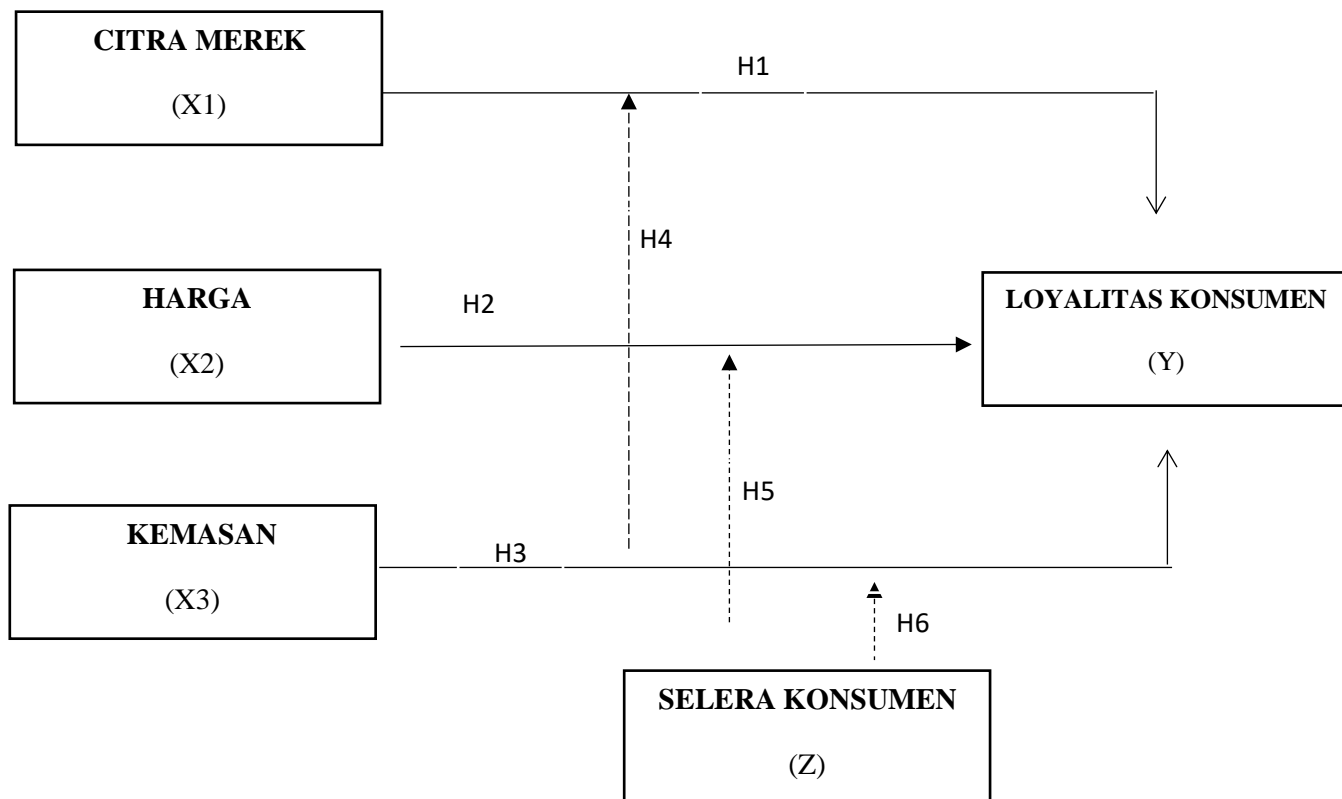 CITRA MEREK
(X1)
H1
H4
HARGA
(X2)
H2
LOYALITAS KONSUMEN
(Y)
H5
KEMASAN
(X3)
H3
H6
SELERA KONSUMEN
(Z)